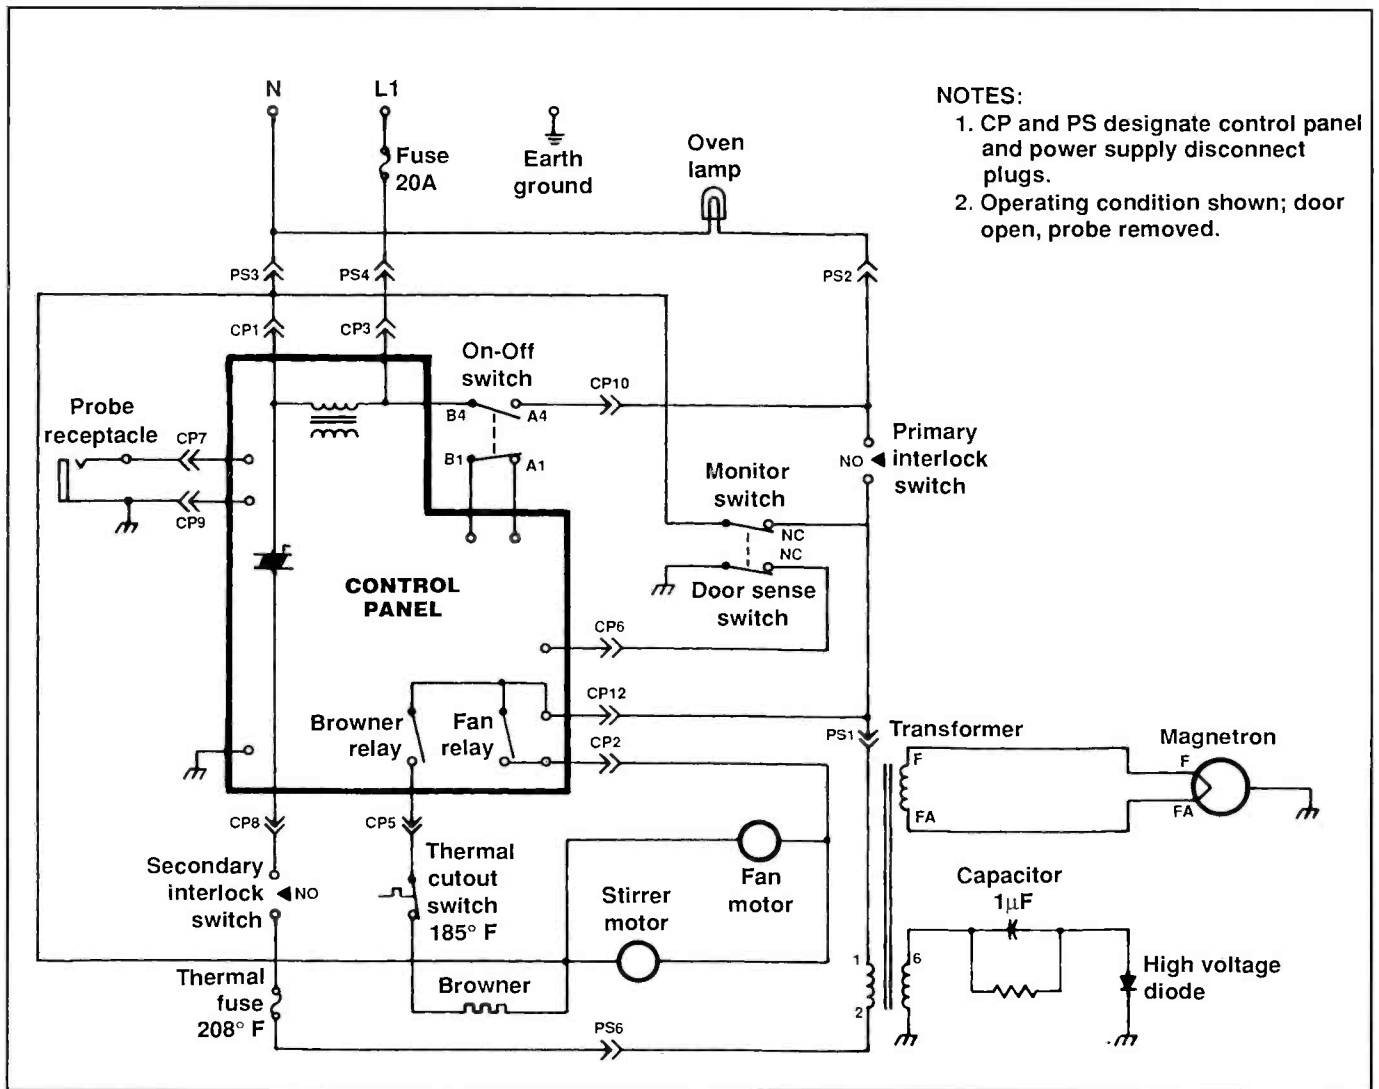 N
L1
Fuse
20A
Earth
ground
Oven
lamp
NOTES:
1. CP and PS designate control panel
and power supply disconnect
plugs.
2. Operating condition shown; door
open, probe removed.
PS3
PS4
PS2
CP1
CP3
On-Off
switch
CP10
B4
A4
Probe
receptacle
CP7
CP9
B1
A1
Primary
interlock
switch
NO
Monitor
switch
NC
NC
Door sense
switch
CONTROL
PANEL
CP6
CP12
CP2
Browner
relay
Fan
relay
PS1
Transformer
F
FA
Magnetron
F
FA
CP8
CP5
Secondary
interlock
switch
NO
Thermal
cutout
switch
185° F
Fan
motor
Stirrer
motor
Capacitor
1µF
1
2
6
High voltage
diode
Thermal
fuse
208° F
Browner
PS6